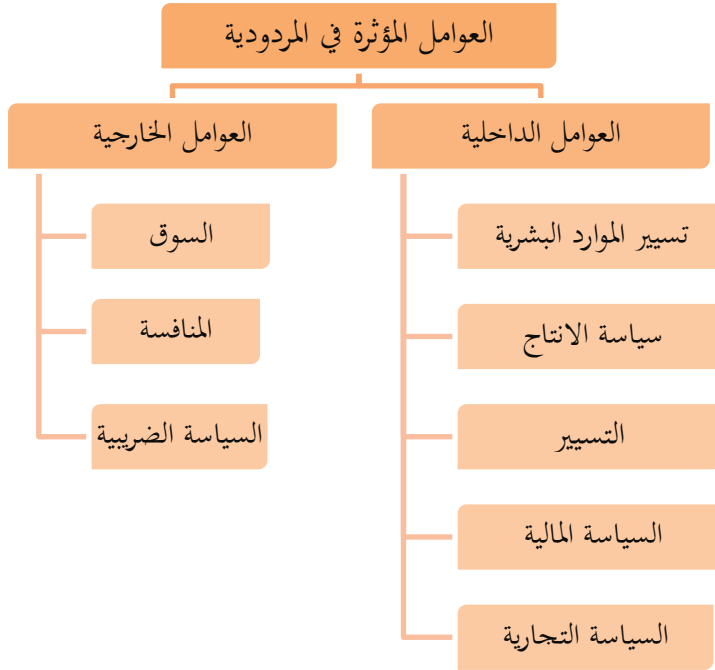 العوامل المؤثرة في المردودية
العوامل الداخلية
تسيير الموارد البشرية
سياسة الانتاج
التسيير
السياسة المالية
السياسة التجارية
العوامل الخارجية
السوق
المنافسة
السياسة الضريبية